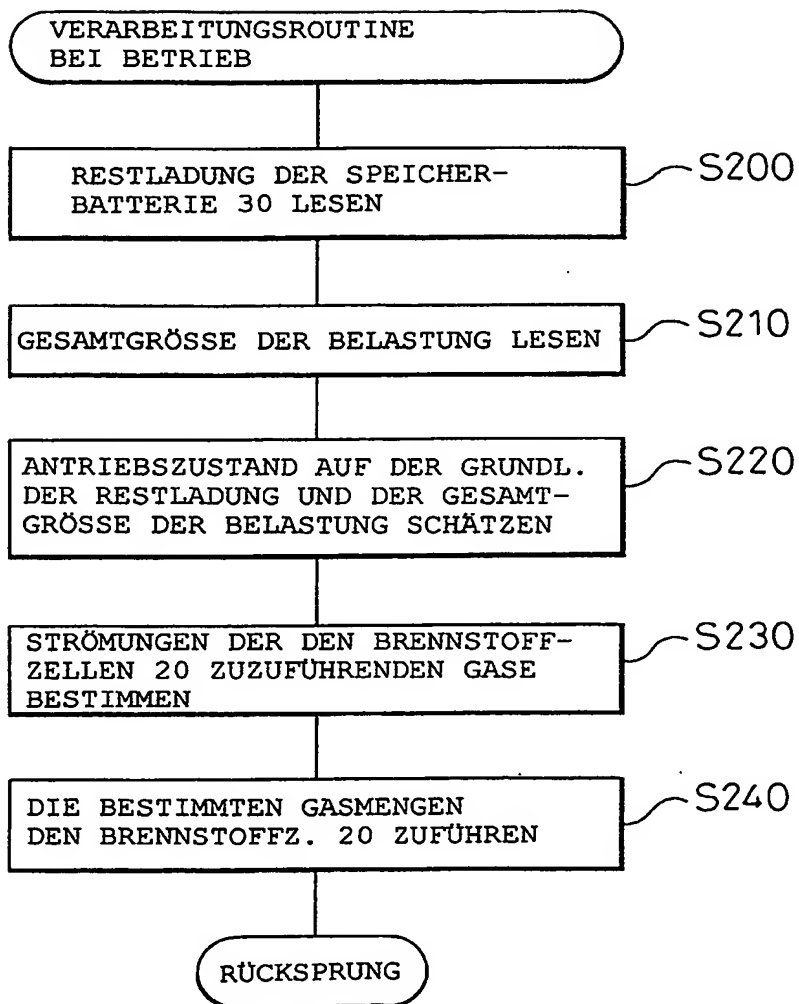 VERARBEITUNGSROUTINE
BEI BETRIEB
RESTLADUNG DER SPEICHER-
BATTERIE 30 LESEN
S200
GESAMTGRÖSSE DER BELASTUNG LESEN
S210
ANTRIEBSZUSTAND AUF DER GRUNDL.
DER RESTLADUNG UND DER GESAMT-
GRÖSSE DER BELASTUNG SCHÄTZEN
S220
STRÖMUNGEN DER DEN BRENNSTOFF-
ZELLEN 20 ZUZUFÜHRENDEN GASE
BESTIMMEN
S230
DIE BESTIMMTEN GASMENGEN
DEN BRENNSTOFFZ. 20 ZUFÜHREN
S240
RÜCKSPRUNG